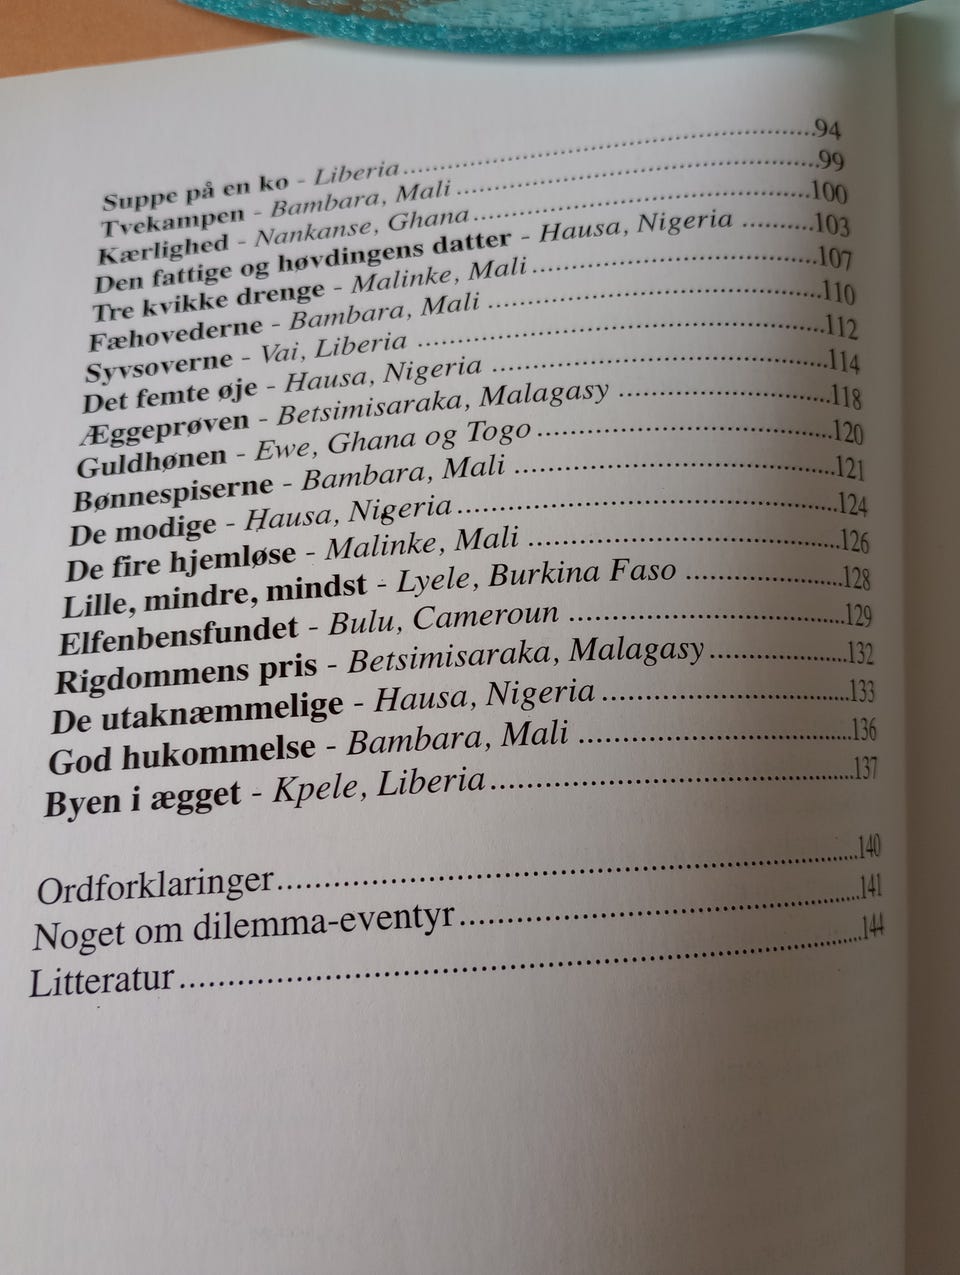 Suppe på en ko - Liberia..........94
Tvekampen - Bambara, Mali..........99
Kærlighed - Nankanse, Ghana..........100
Den fattige og høvdingens datter - Hausa, Nigeria..........103
Tre kvikke drenge - Malinke, Mali..........107
Fæhovederne - Bambara, Mali..........110
Syvsoverne - Vai, Liberia..........112
Det femte øje - Hausa, Nigeria..........114
Æggeprøven - Betsimisaraka, Malagasy..........118
Guldhønen - Ewe, Ghana og Togo..........120
Bønnespiserne - Bambara, Mali..........121
De modige - Hausa, Nigeria..........124
De fire hjemløse - Malinke, Mali..........126
Lille, mindre, mindst - Lyele, Burkina Faso..........128
Elfenbensfundet - Bulu, Cameroun..........129
Rigdommens pris - Betsimisaraka, Malagasy..........132
De utaknæmmelige - Hausa, Nigeria..........133
God hukommelse - Bambara, Mali..........136
Byen i ægget - Kpele, Liberia..........137
Ordforklaringer..........140
Noget om dilemma-eventyr..........141
Litteratur..........144